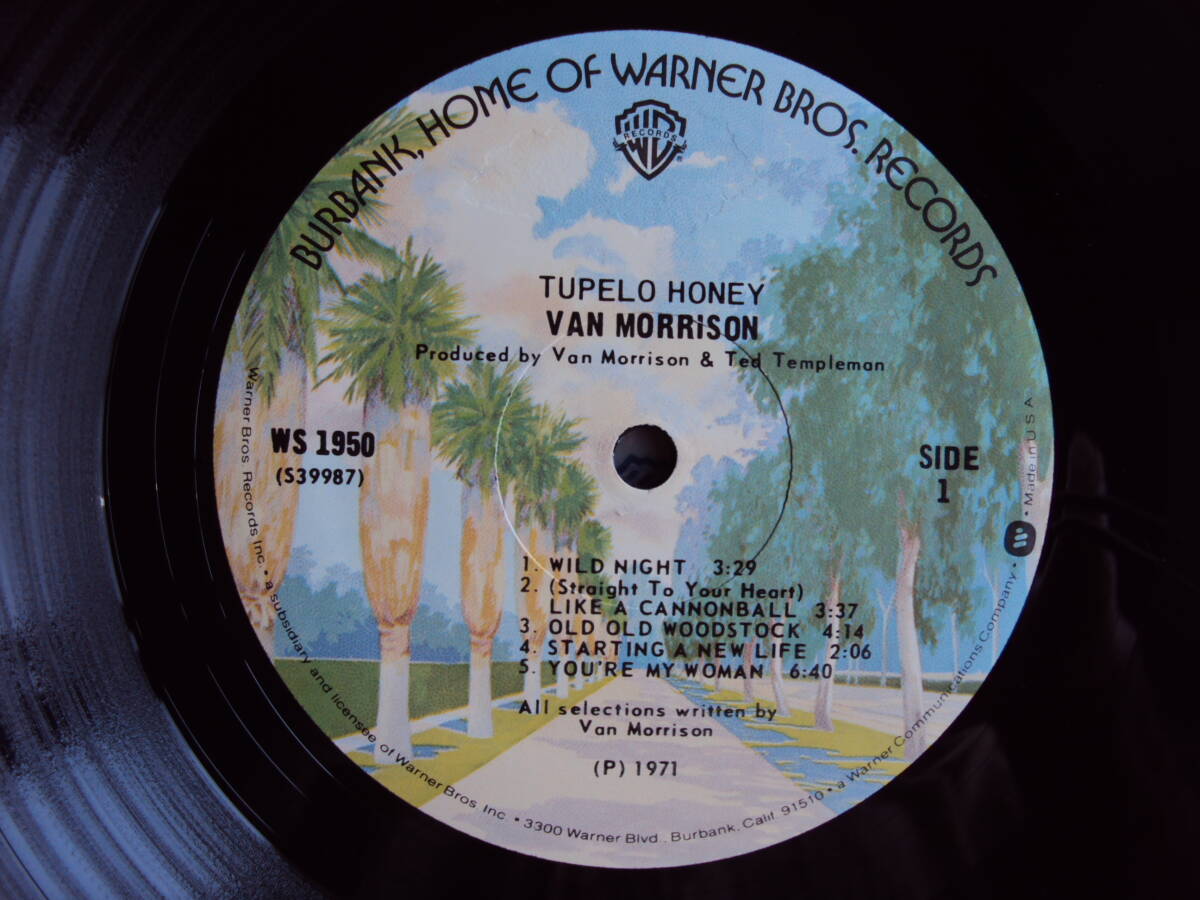 BURBANK, HOME OF WARNER BROS. RECORDS
WB
RECORDS
®
TUPELO HONEY
VAN MORRiSON
Produced by Van Morrison & Ted Templeman
WS 1950
(S39987)
SIDE
1
1. WILD NIGHT 3:29
2. (Straight To Your Heart)
LIKE A CANNONBALL 3:37
3. OLD OLD WOODSTOCK 4:14
4. STARTING A NEW LIFE 2:06
5. YOU'RE MY WOMAN 6:40
All selections written by
Van Morrison
(P) 1971
Warner Bros Records Inc. • a subsidiary and licensee of Warner Bros Inc. • 3300 Warner Blvd., Burbank, Calif. 91510 • a Warner Communications Company • Made in U S A